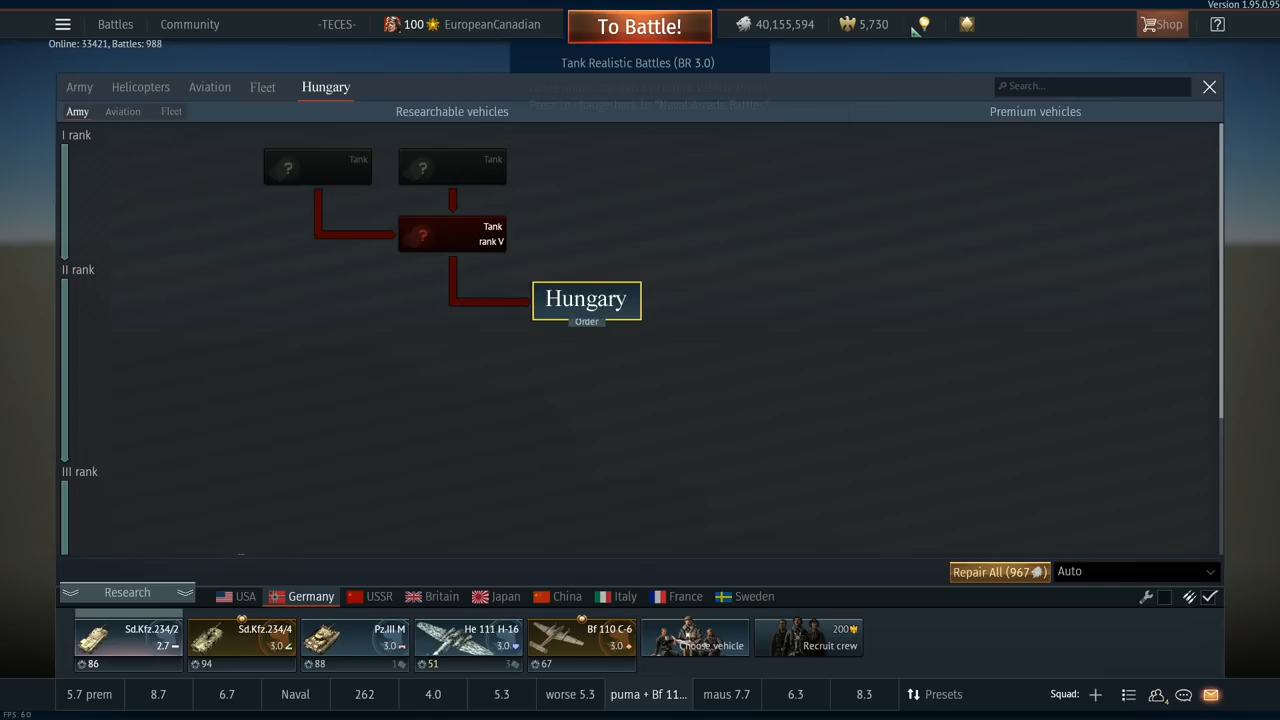 Version 1.95.0.95
Battles Community -TECES- 100 EuropeanCanadian To Battle! 40,155,594 5,730 Shop ?
Online: 33421, Battles: 988
Tank Realistic Battles (BR 3.0)
Army Helicopters Aviation Fleet Hungary Search...
Army Aviation Fleet Researchable vehicles Premium vehicles
I rank
? Tank ? Tank
? Tank
rank V
II rank
Hungary
Order
III rank
Repair All (967) Auto
Research USA Germany USSR Britain Japan China Italy France Sweden
Sd.Kfz.234/2 Sd.Kfz.234/4 Pz.III M He 111 H-16 Bf 110 C-6 200
2.7 3.0 3.0 3.0 3.0 Choose vehicle Recruit crew
86 94 88 1 51 3 67
5.7 prem 8.7 6.7 Naval 262 4.0 5.3 worse 5.3 puma + Bf 11... maus 7.7 6.3 8.3 Presets Squad: 4
FPS: 60